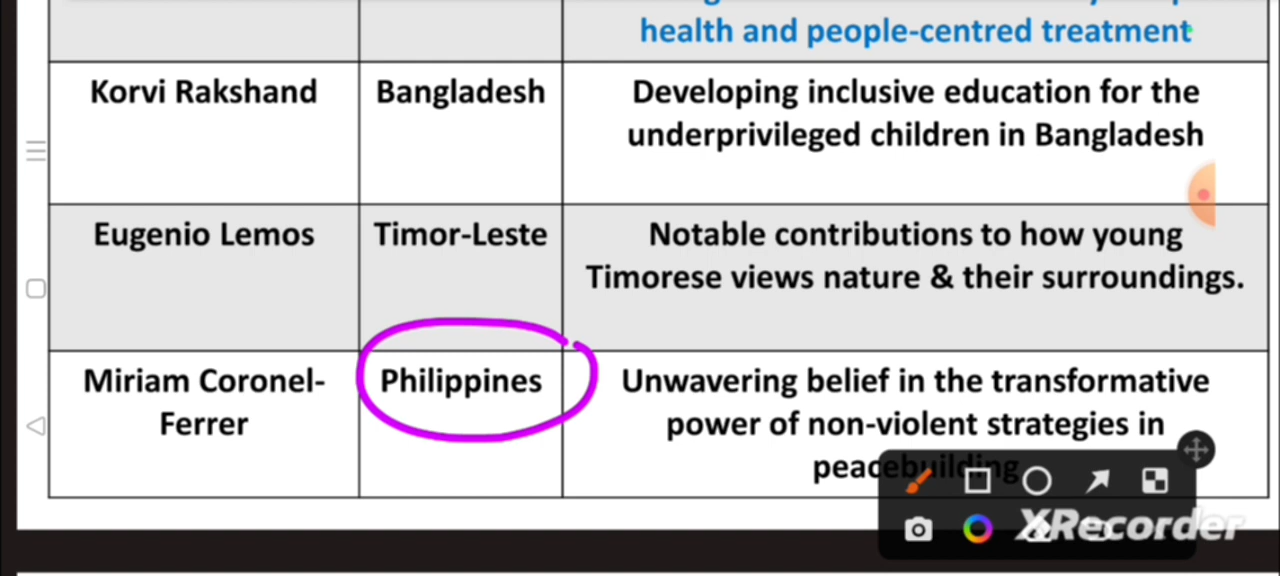 health and people-centred treatment
Korvi Rakshand Bangladesh Developing inclusive education for the
underprivileged children in Bangladesh
Eugenio Lemos Timor-Leste Notable contributions to how young
Timorese views nature & their surroundings.
Miriam Coronel- Philippines Unwavering belief in the transformative
Ferrer power of non-violent strategies in
peacebuilding
XRecorder